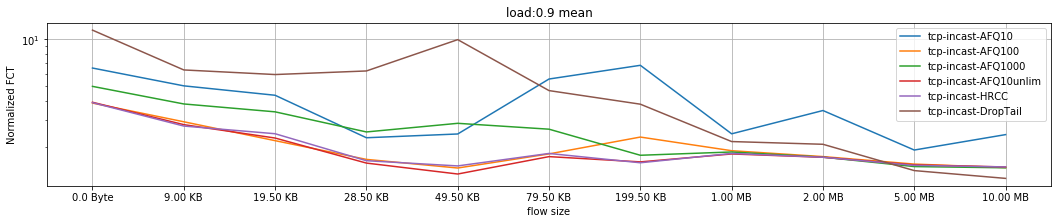 load:0.9 mean
10¹
Normalized FCT
tcp-incast-AFQ10
tcp-incast-AFQ100
tcp-incast-AFQ1000
tcp-incast-AFQ10unlim
tcp-incast-HRCC
tcp-incast-DropTail
0.0 Byte 9.00 KB 19.50 KB 28.50 KB 49.50 KB 79.50 KB 199.50 KB 1.00 MB 2.00 MB 5.00 MB 10.00 MB
flow size